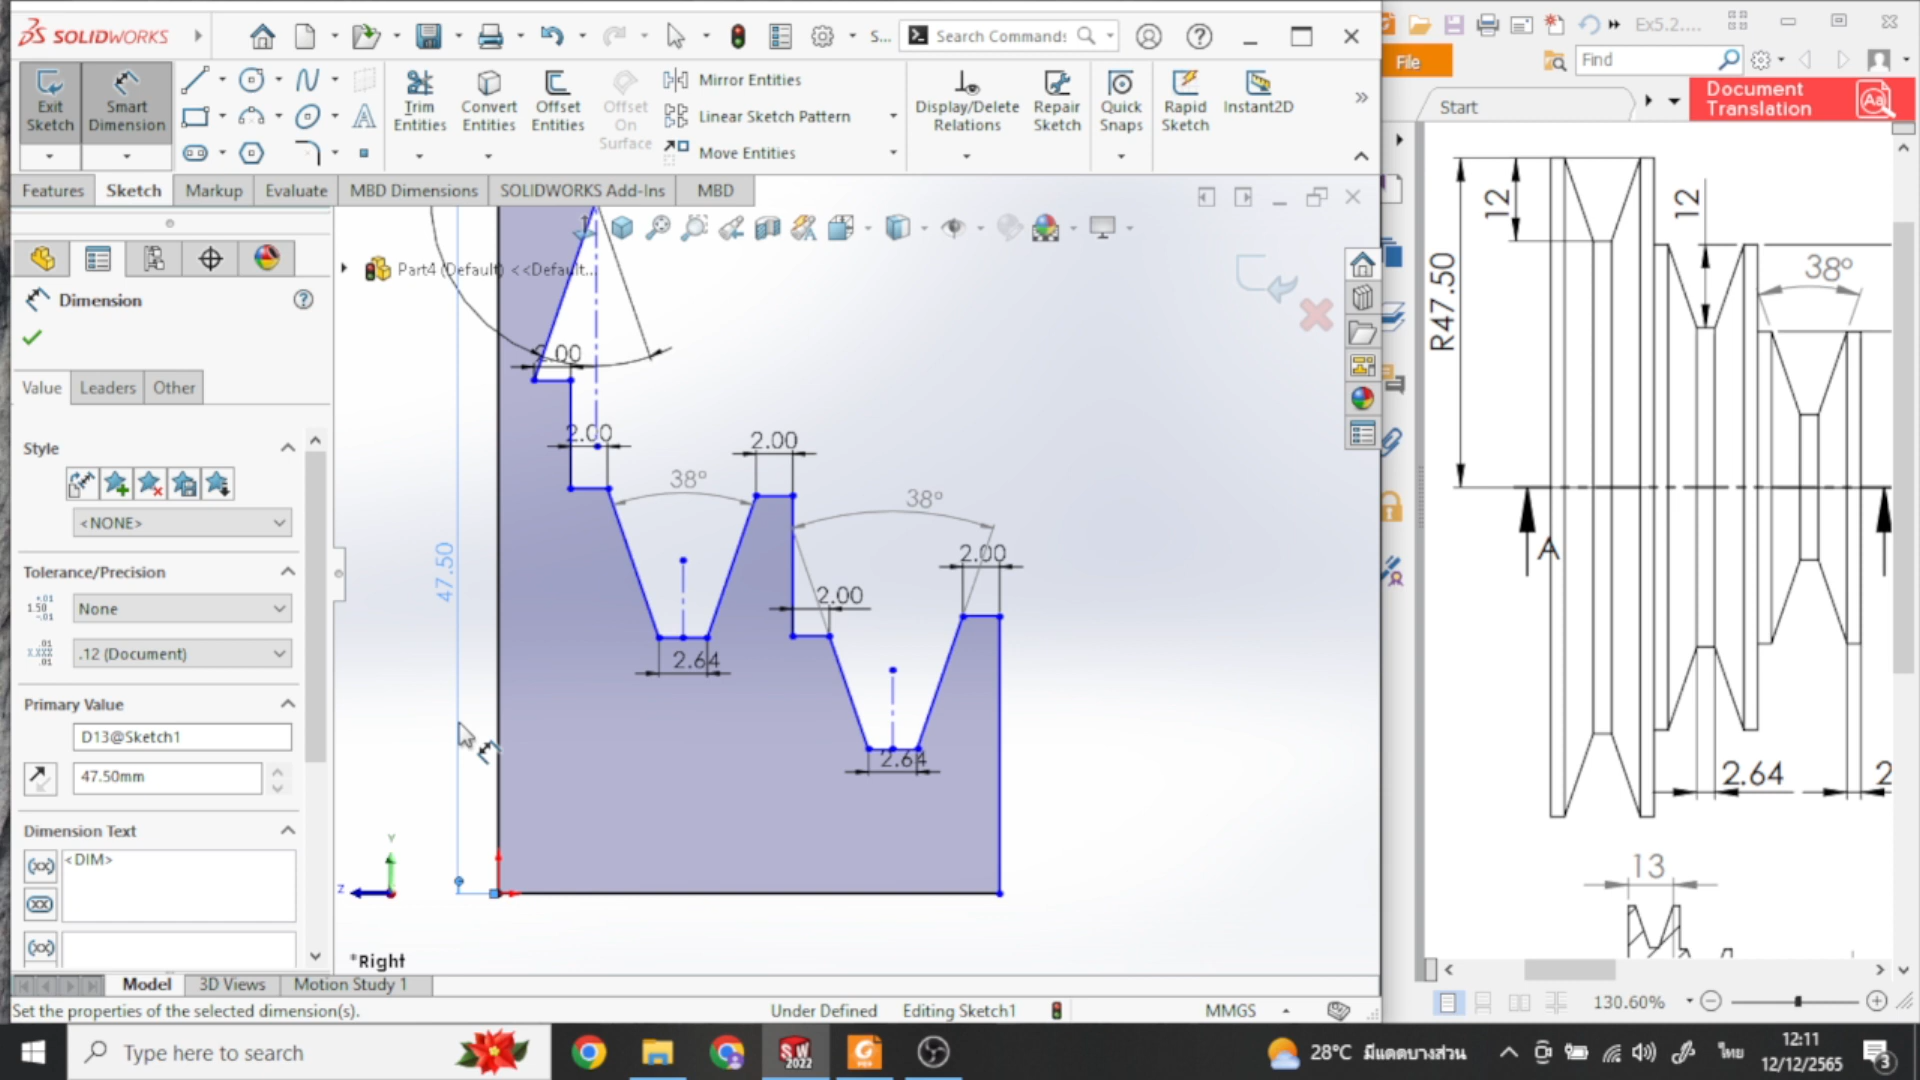 SOLIDWORKS
S...
Search Commands
Ex5.2....
Exit Sketch
Smart Dimension
Trim Entities
Convert Entities
Offset Entities
Offset On Surface
Mirror Entities
Linear Sketch Pattern
Move Entities
Display/Delete Relations
Repair Sketch
Quick Snaps
Rapid Sketch
Instant2D
File
Find
Start
Document Translation
Features
Sketch
Markup
Evaluate
MBD Dimensions
SOLIDWORKS Add-Ins
MBD
Part4 (Default) <<Default...
Dimension
Value
Leaders
Other
Style
<NONE>
Tolerance/Precision
None
.12 (Document)
Primary Value
D13@Sketch1
47.50mm
Dimension Text
<DIM>
2.00
2.00
2.00
38°
38°
2.00
2.00
47.50
2.64
2.64
Y
Z
*Right
12
12
R47.50
38°
A
2.64
2
13
Model
3D Views
Motion Study 1
130.60%
Set the properties of the selected dimension(s).
Under Defined
Editing Sketch1
MMGS
Type here to search
SW 2022
28°C มีแดดบางส่วน
ไทย
12:11
12/12/2565
3